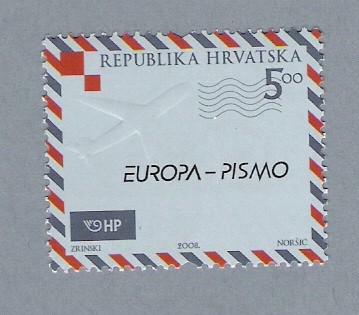 REPUBLIKA HRVATSKA
5.00
EUROPA - PISMO
HP
ZRINSKI 2008. NORŠIĆ